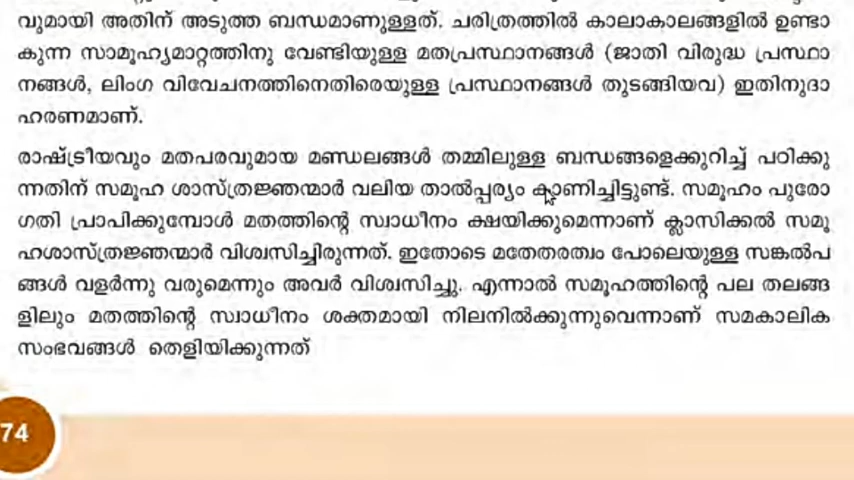 വുമായി അതിന് അടുത്ത ബന്ധമാണുള്ളത്. ചരിത്രത്തിൽ കാലാകാലങ്ങളിൽ ഉണ്ടാ
കുന്ന സാമൂഹ്യമാറ്റത്തിനു വേണ്ടിയുള്ള മതപ്രസ്ഥാനങ്ങൾ (ജാതി വിരുദ്ധ പ്രസ്ഥാ
നങ്ങൾ, ലിംഗ വിവേചനത്തിനെതിരെയുള്ള പ്രസ്ഥാനങ്ങൾ തുടങ്ങിയവ) ഇതിനുദാ
ഹരണമാണ്.
രാഷ്ട്രീയവും മതപരവുമായ മണ്ഡലങ്ങൾ തമ്മിലുള്ള ബന്ധങ്ങളെക്കുറിച്ച് പഠിക്കു
ന്നതിന് സമൂഹ ശാസ്ത്രജ്ഞന്മാർ വലിയ താൽപ്പര്യം കാണിച്ചിട്ടുണ്ട്. സമൂഹം പുരോ
ഗതി പ്രാപിക്കുമ്പോൾ മതത്തിന്റെ സ്വാധീനം ക്ഷയിക്കുമെന്നാണ് ക്ലാസിക്കൽ സമൂ
ഹശാസ്ത്രജ്ഞന്മാർ വിശ്വസിച്ചിരുന്നത്. ഇതോടെ മതേതരത്വം പോലെയുള്ള സങ്കൽപ
ങ്ങൾ വളർന്നു വരുമെന്നും അവർ വിശ്വസിച്ചു. എന്നാൽ സമൂഹത്തിന്റെ പല തലങ്ങ
ളിലും മതത്തിന്റെ സ്വാധീനം ശക്തമായി നിലനിൽക്കുന്നുവെന്നാണ് സമകാലിക
സംഭവങ്ങൾ തെളിയിക്കുന്നത്
74